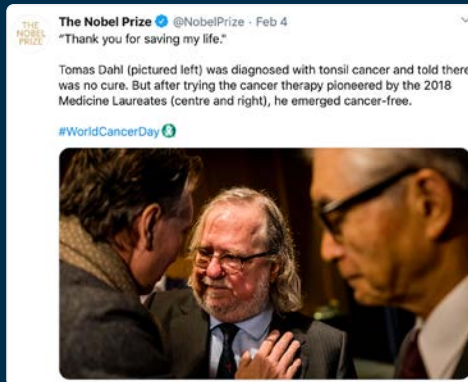 THE
NOBEL
PRIZE
The Nobel Prize @NobelPrize · Feb 4
"Thank you for saving my life."
Tomas Dahl (pictured left) was diagnosed with tonsil cancer and told there
was no cure. But after trying the cancer therapy pioneered by the 2018
Medicine Laureates (centre and right), he emerged cancer-free.
#WorldCancerDay